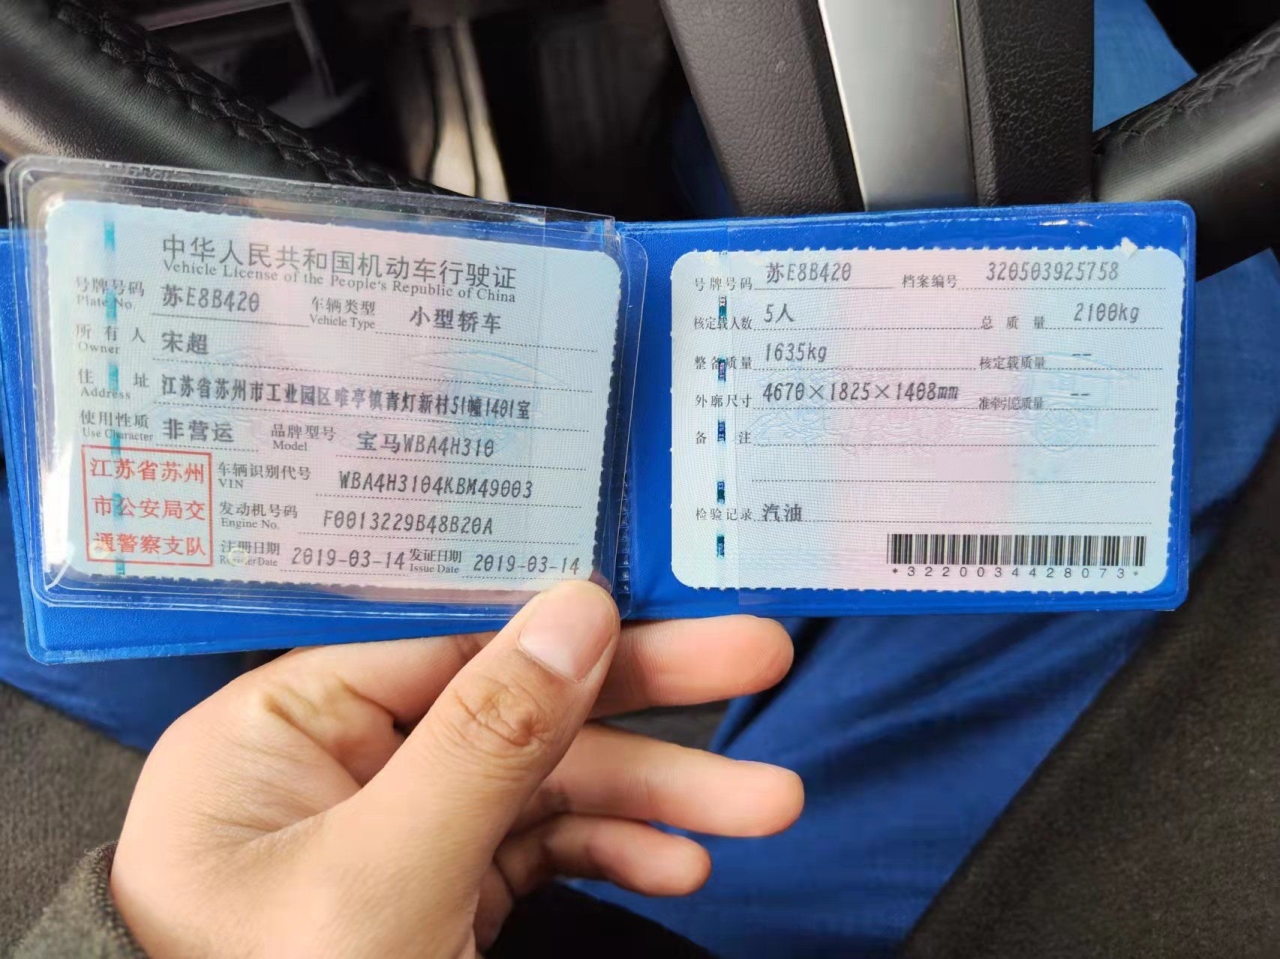 中华人民共和国机动车行驶证
Vehicle License of the People's Republic of China
号牌号码 苏E8B420 车辆类型 小型轿车
Plate No. Vehicle Type
所有人 宋超
Owner
住址 江苏省苏州市工业园区唯亭镇青灯新村51幢1401室
Address
使用性质 非营运 品牌型号 宝马WBA4H310
Use Character Model
江苏省苏州
市公安局交
通警察支队
车辆识别代号 WBA4H3104KBM49003
VIN
发动机号码 F0013229B48B20A
Engine No.
注册日期 2019-03-14 发证日期 2019-03-14
Register Date Issue Date
号牌号码 苏E8B420 档案编号 320503925758
核定载人数 5人 总质量 2100kg
整备质量 1635kg 核定载质量 --
外廓尺寸 4670×1825×1408mm 准牵引总质量 --
备注
检验记录 汽油
*3220034428073*